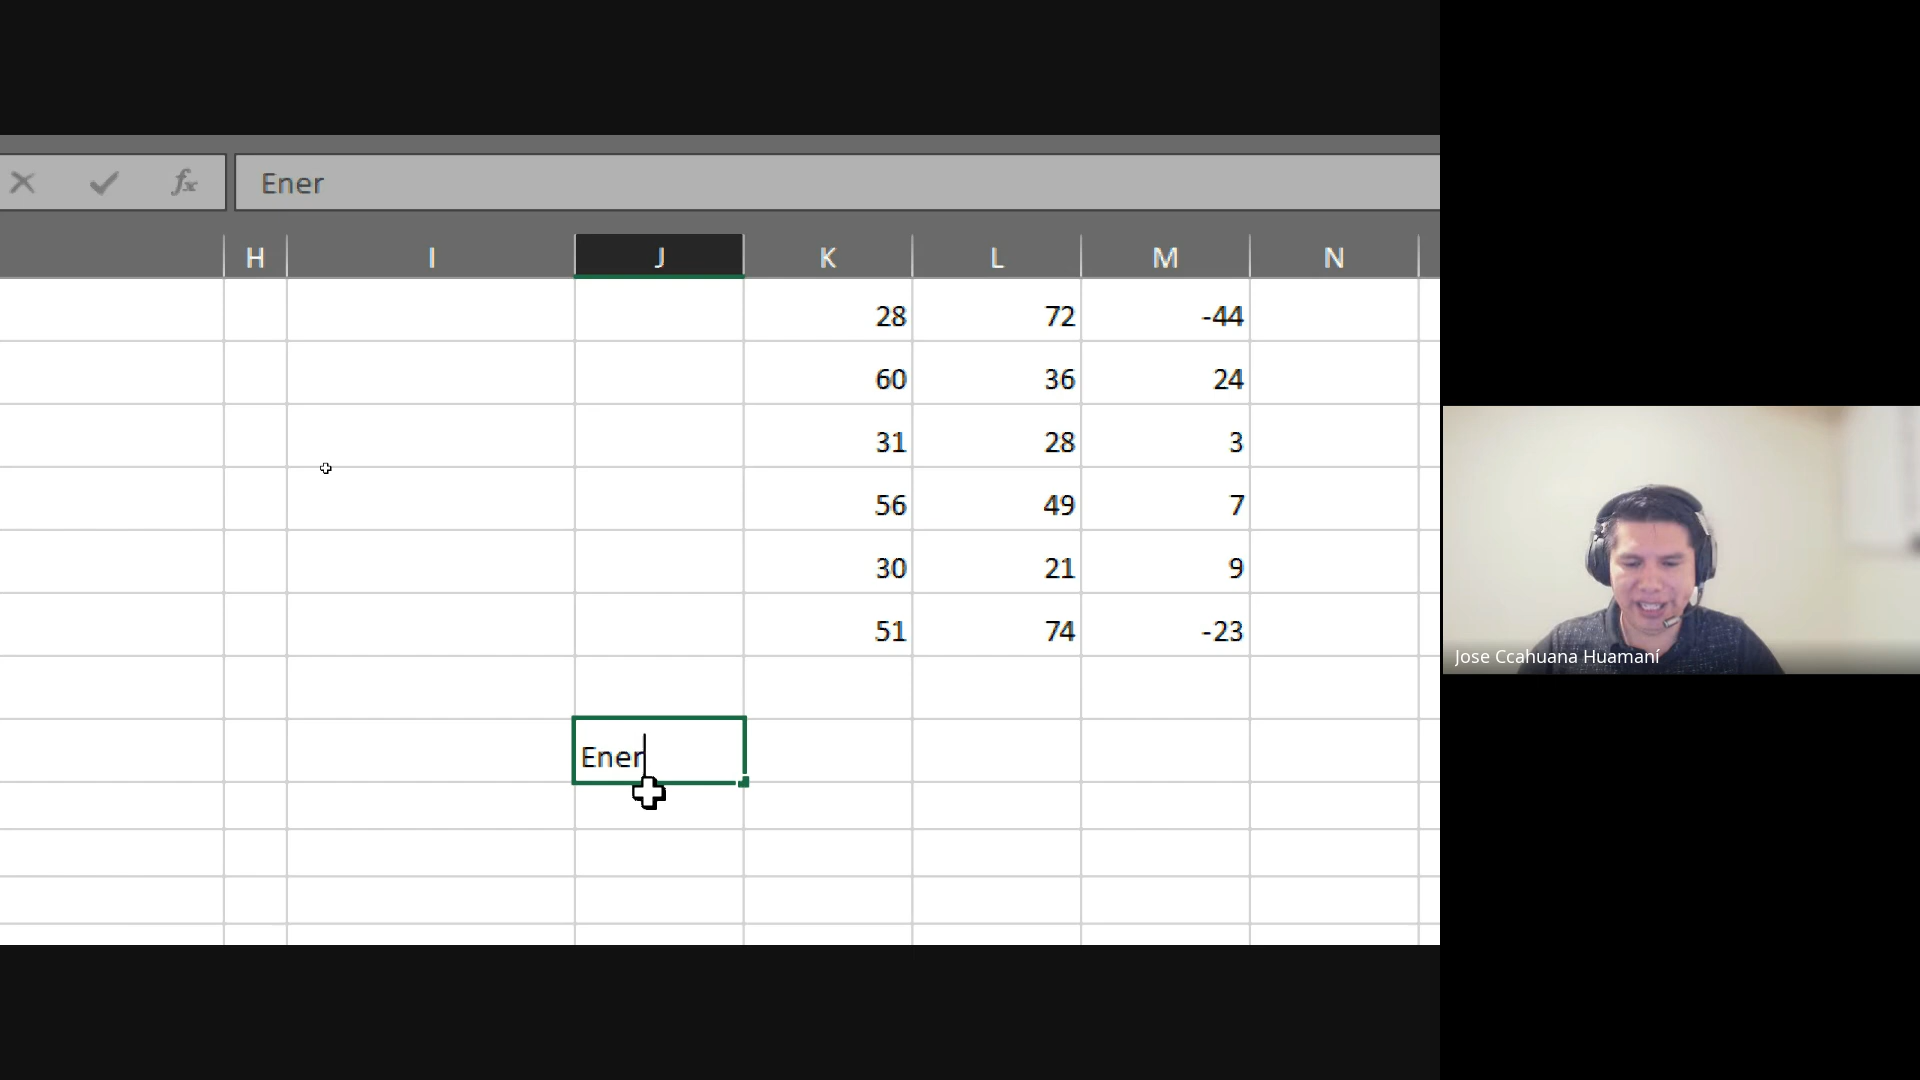 fx Ener
H I J K L M N
28 72 -44
60 36 24
31 28 3
56 49 7
30 21 9
51 74 -23
Ener
Jose Ccahuana Huamaní